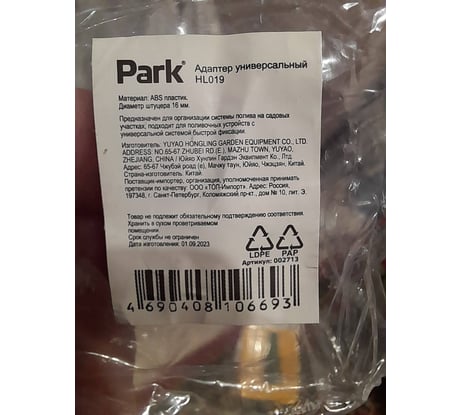 Park®
Адаптер универсальный
HL019
Материал: ABS пластик.
Диаметр штуцера 16 мм.
Предназначен для организации системы полива на садовых
участках; подходит для поливочных устройств с
универсальной системой быстрой фиксации.
Изготовитель: YUYAO HONGLING GARDEN EQUIPMENT CO., LTD.
ADDRESS: NO.65-67 ZHUBEI RD (E.), MAZHU TOWN, YUYAO,
ZHEJIANG, CHINA / Юйяо Хунлин Гардэн Эквипмент Ко., Лтд
Адрес: 65-67 Чжубэй роад (е), Мачжу таун, Юйяо, Чжэцзян, Китай.
Страна-изготовитель: Китай.
Поставщик-импортер, организация, уполномоченная принимать
претензии по качеству: ООО «ТОП-Импорт». Адрес: Россия,
197348, г. Санкт-Петербург, Коломяжский пр-кт., дом № 10, лит. Э.
Товар не подлежит обязательному подтверждению соответствия.
Хранить в сухом проветриваемом
помещении.
Срок службы не ограничен
Дата изготовления: 01.09.2023
LDPE PAP
Артикул: 002713
4 690408 106693